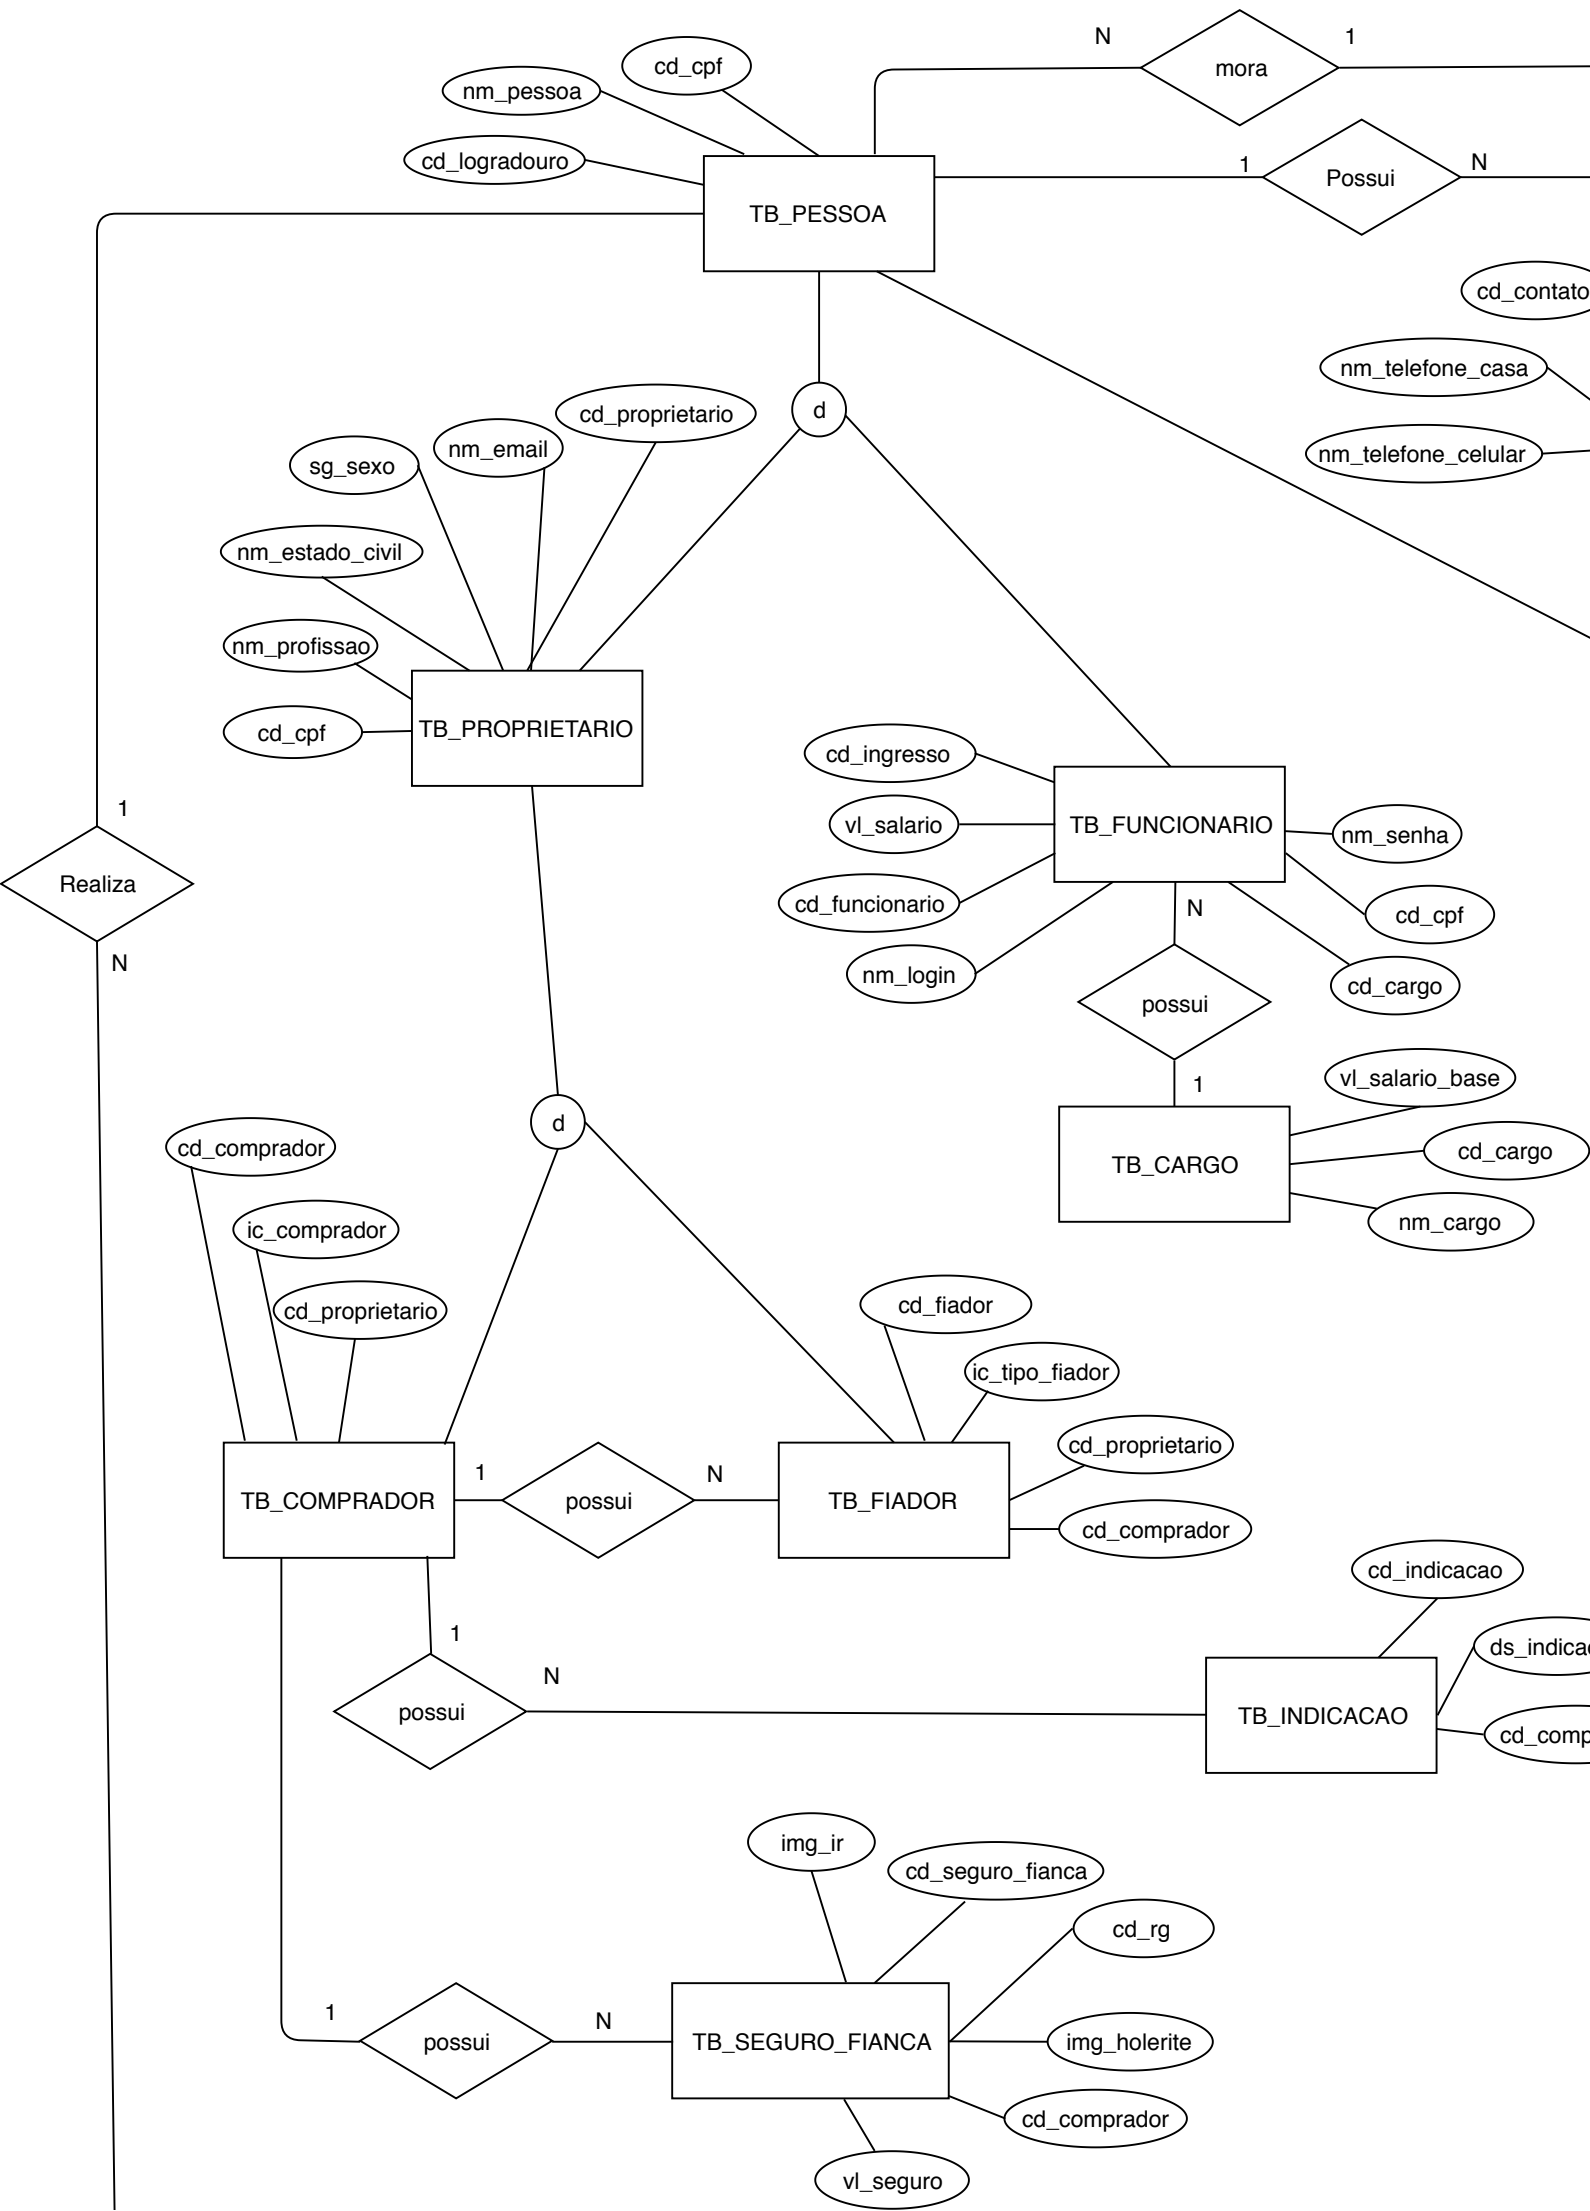 N
1
mora
cd_cpf
nm_pessoa
cd_logradouro
1
N
Possui
TB_PESSOA
cd_contato
nm_telefone_casa
nm_telefone_celular
d
cd_proprietario
nm_email
sg_sexo
nm_estado_civil
nm_profissao
cd_cpf
TB_PROPRIETARIO
cd_ingresso
vl_salario
cd_funcionario
nm_login
TB_FUNCIONARIO
nm_senha
cd_cpf
cd_cargo
N
possui
1
1
Realiza
N
vl_salario_base
cd_cargo
nm_cargo
TB_CARGO
d
cd_comprador
ic_comprador
cd_proprietario
cd_fiador
ic_tipo_fiador
cd_proprietario
cd_comprador
TB_COMPRADOR
1
possui
N
TB_FIADOR
cd_indicacao
ds_indica
cd_comp
1
N
possui
TB_INDICACAO
img_ir
cd_seguro_fianca
cd_rg
img_holerite
cd_comprador
vl_seguro
1
possui
N
TB_SEGURO_FIANCA